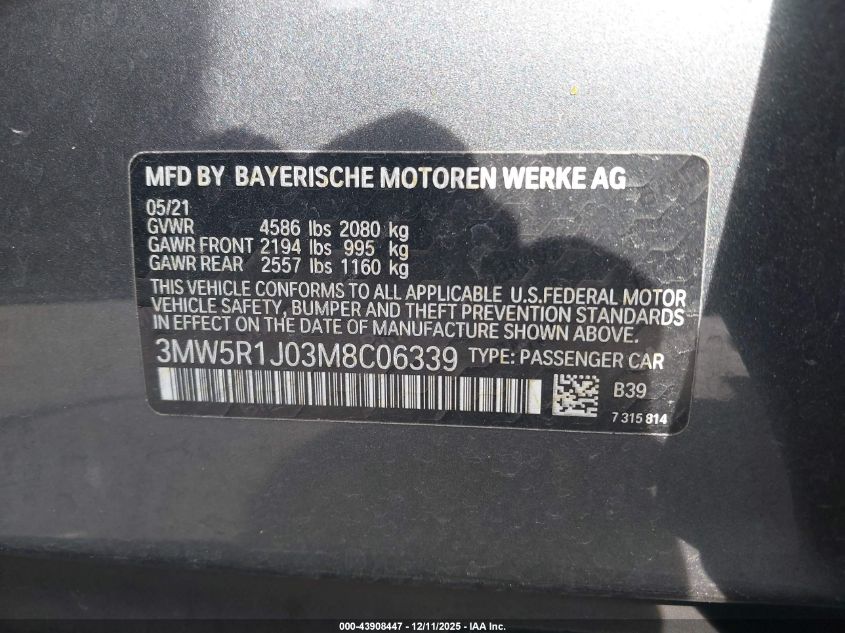 MFD BY BAYERISCHE MOTOREN WERKE AG
05/21
GVWR 4586 lbs 2080 kg
GAWR FRONT 2194 lbs 995 kg
GAWR REAR 2557 lbs 1160 kg
THIS VEHICLE CONFORMS TO ALL APPLICABLE U.S.FEDERAL MOTOR
VEHICLE SAFETY, BUMPER AND THEFT PREVENTION STANDARDS
IN EFFECT ON THE DATE OF MANUFACTURE SHOWN ABOVE.
3MW5R1J03M8C06339 TYPE: PASSENGER CAR
B39
7 315 814
000-43908447 - 12/11/2025 - IAA Inc.